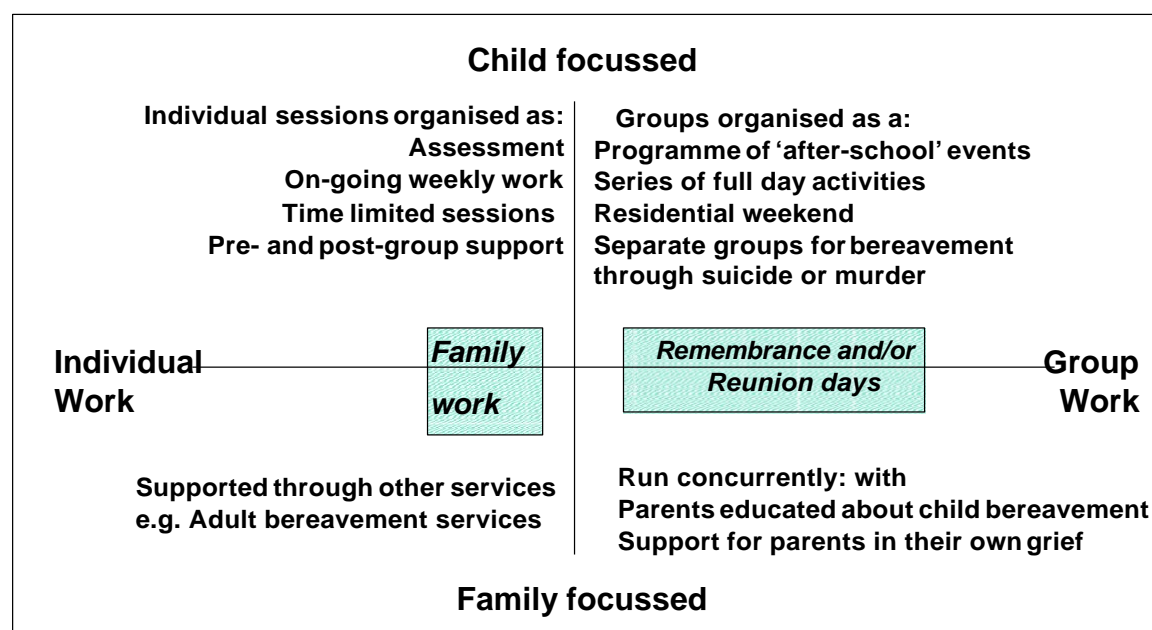 Child focussed
Individual sessions organised as:
Assessment
On-going weekly work
Time limited sessions
Pre- and post-group support
Groups organised as a:
Programme of ‘after-school’ events
Series of full day activities
Residential weekend
Separate groups for bereavement
through suicide or murder
Individual
Work
Family
work
Remembrance and/or
Reunion days
Group
Work
Supported through other services
e.g. Adult bereavement services
Run concurrently: with
Parents educated about child bereavement
Support for parents in their own grief
Family focussed